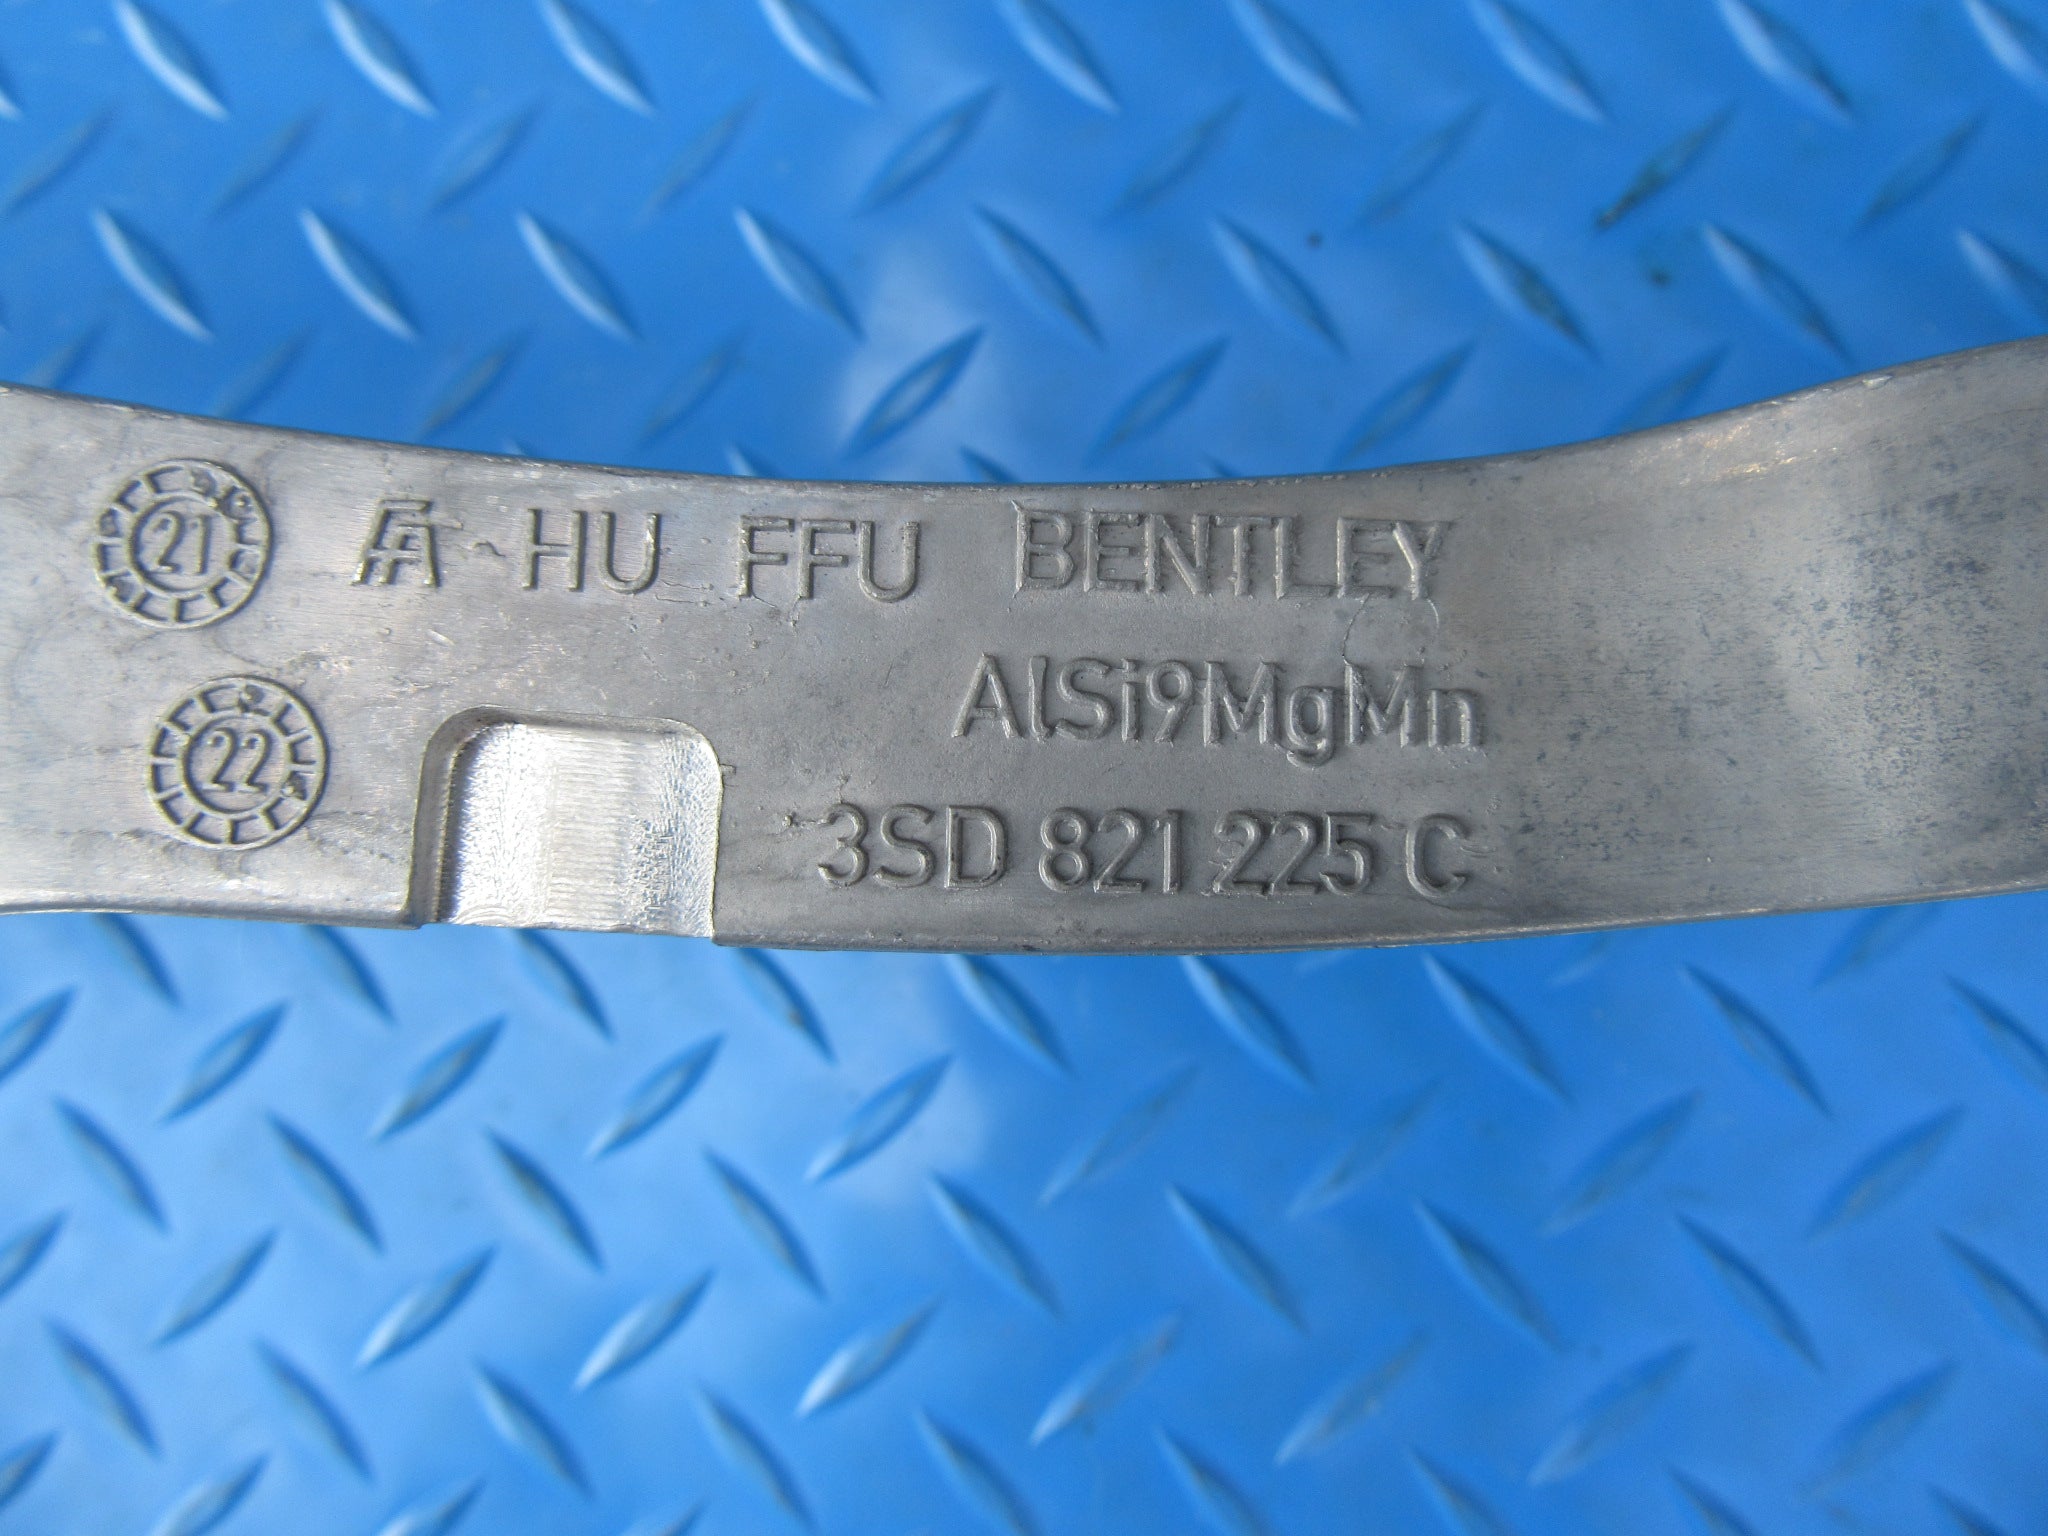 21 FA HU FFU BENTLEY
AlSi9MgMn
22
3SD 821 225 C